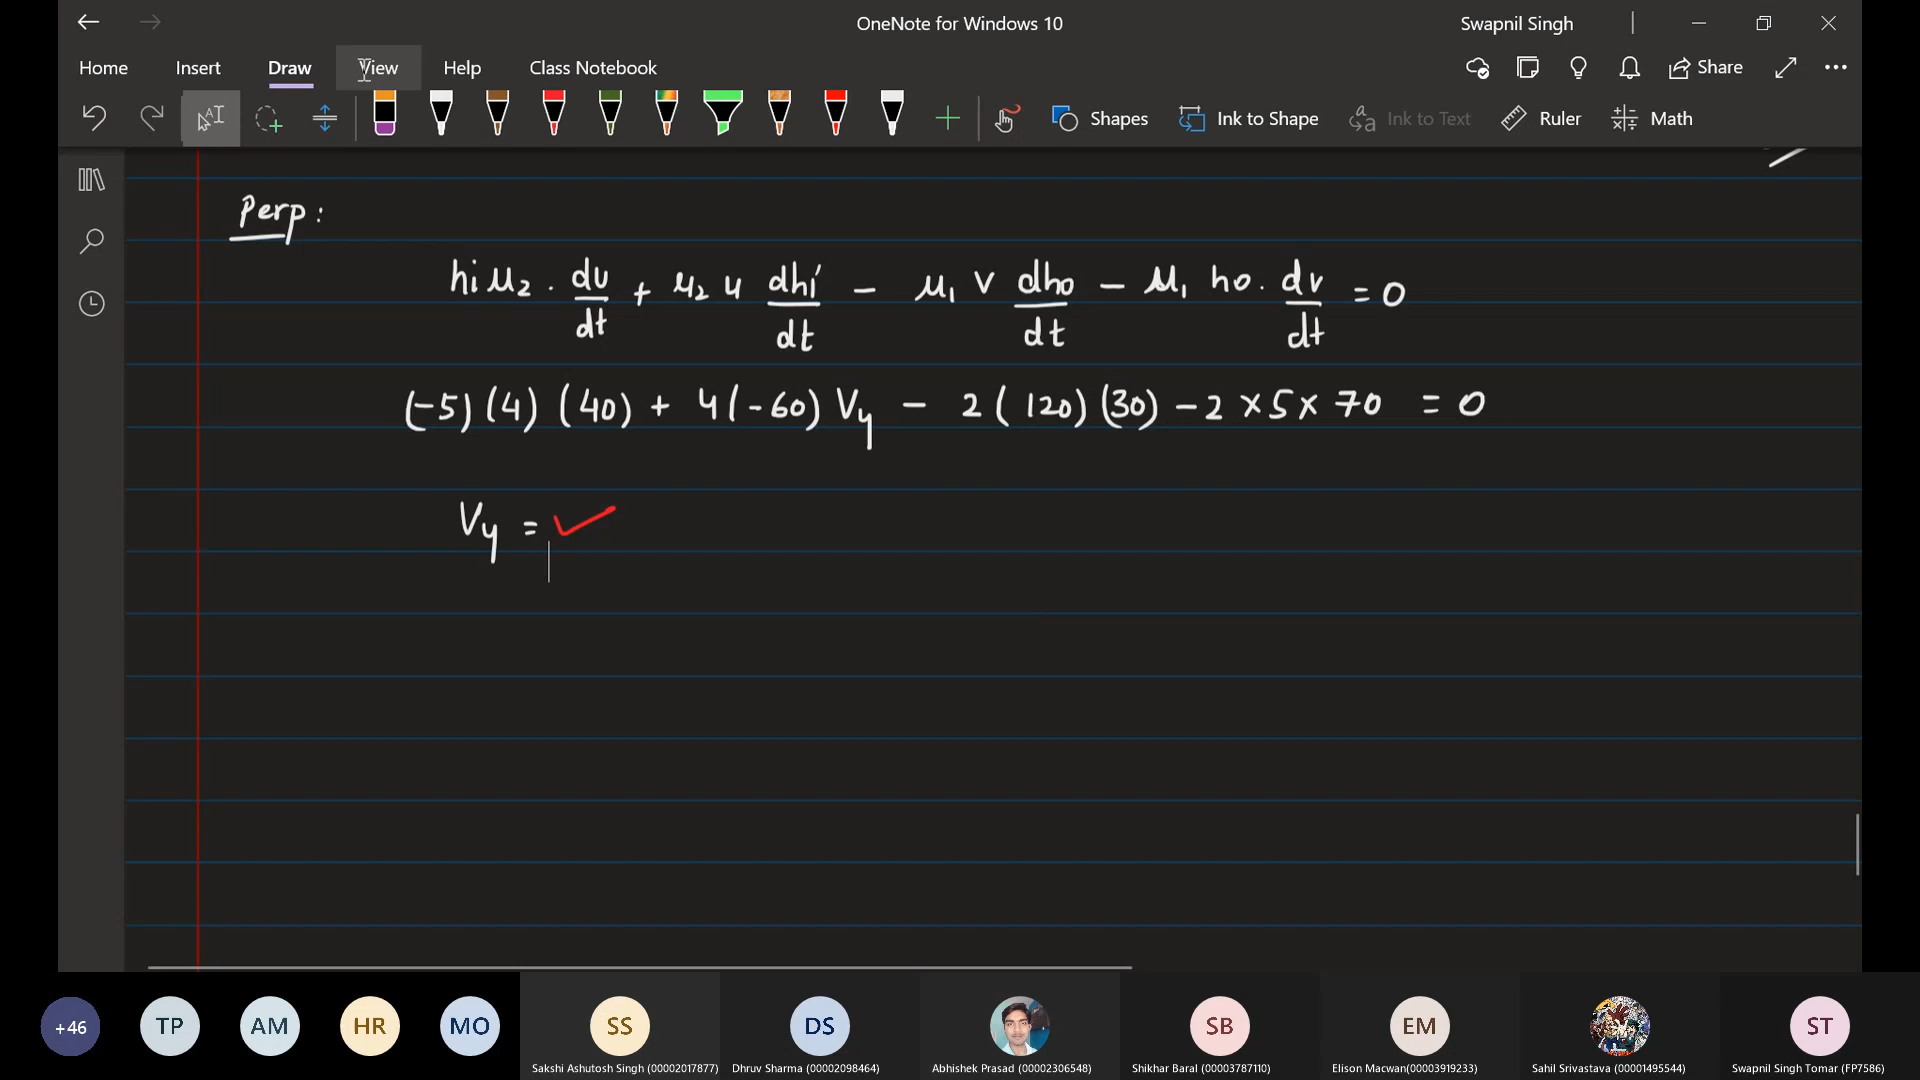 OneNote for Windows 10
Swapnil Singh
Home Insert Draw View Help Class Notebook
Share
Shapes Ink to Shape Ink to Text Ruler Math
Perp:
hi μ₂ . du/dt + μ₂ u dhi'/dt − μ₁ v dho/dt − μ₁ ho . dv/dt = 0
(-5) (4) (40) + 4 (-60) Vy − 2 (120) (30) − 2 × 5 × 70 = 0
Vy = ✓
+46 TP AM HR MO SS DS SB EM ST
Sakshi Ashutosh Singh (00002017877) Dhruv Sharma (00002098464) Abhishek Prasad (00002306548) Shikhar Baral (00003787110) Elison Macwan(00003919233) Sahil Srivastava (00001495544) Swapnil Singh Tomar (FP7586)